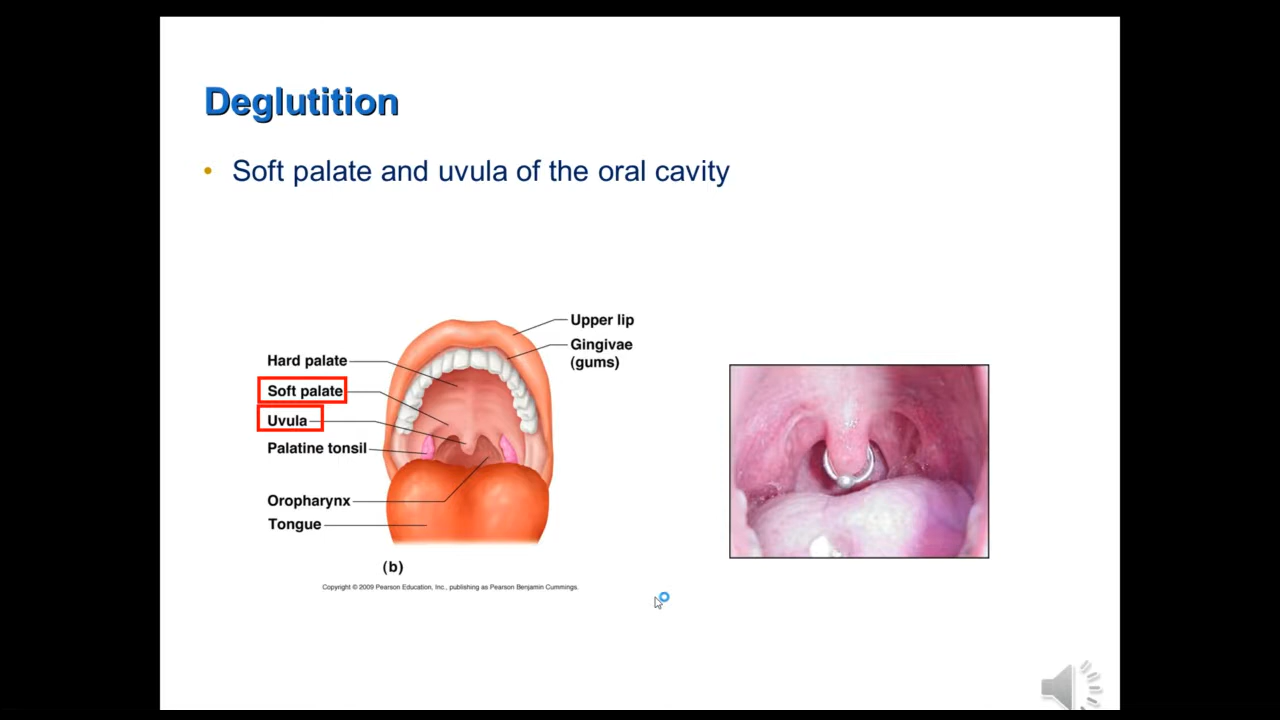 Deglutition
• Soft palate and uvula of the oral cavity
Upper lip
Gingivae
(gums)
Hard palate
Soft palate
Uvula
Palatine tonsil
Oropharynx
Tongue
(b)
Copyright © 2009 Pearson Education, Inc., publishing as Pearson Benjamin Cummings.